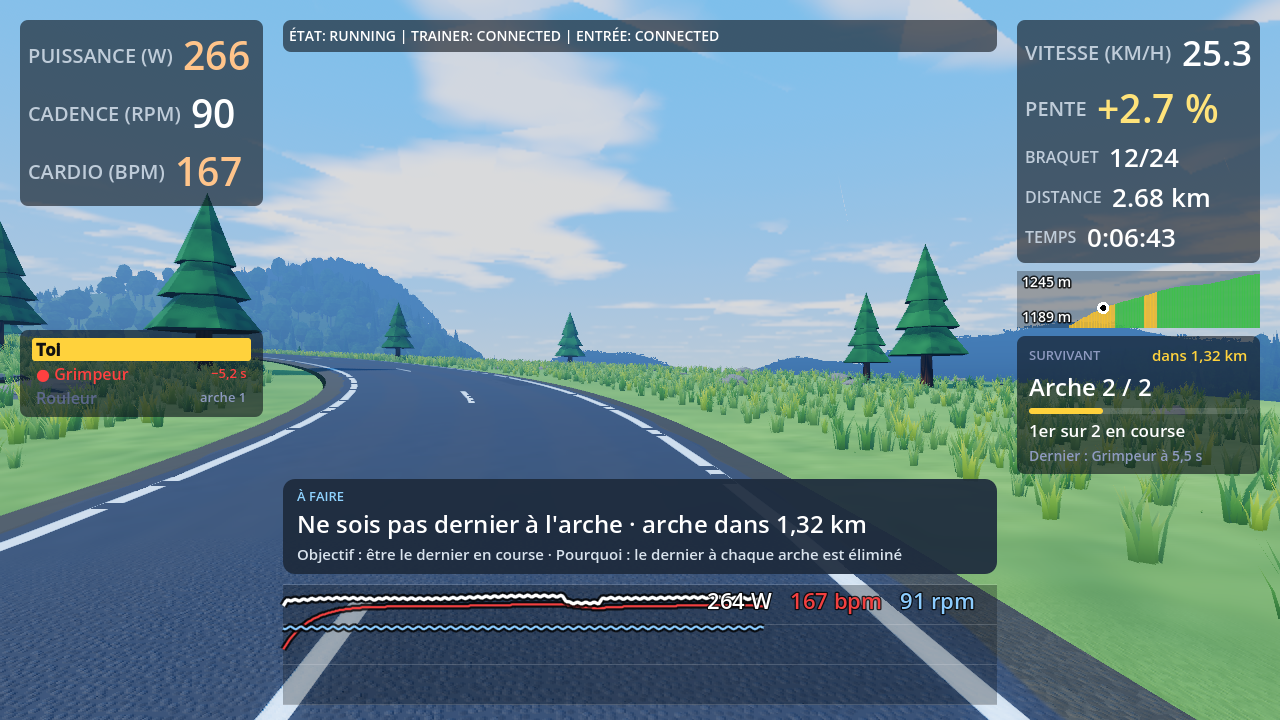 PUISSANCE (W) 266
CADENCE (RPM) 90
CARDIO (BPM) 167
ÉTAT: RUNNING | TRAINER: CONNECTED | ENTRÉE: CONNECTED
VITESSE (KM/H) 25.3
PENTE +2.7 %
BRAQUET 12/24
DISTANCE 2.68 km
TEMPS 0:06:43
1245 m
1189 m
Toi
Grimpeur −5,2 s
Rouleur arche 1
SURVIVANT dans 1,32 km
Arche 2 / 2
1er sur 2 en course
Dernier : Grimpeur à 5,5 s
À FAIRE
Ne sois pas dernier à l'arche · arche dans 1,32 km
Objectif : être le dernier en course · Pourquoi : le dernier à chaque arche est éliminé
264 W 167 bpm 91 rpm